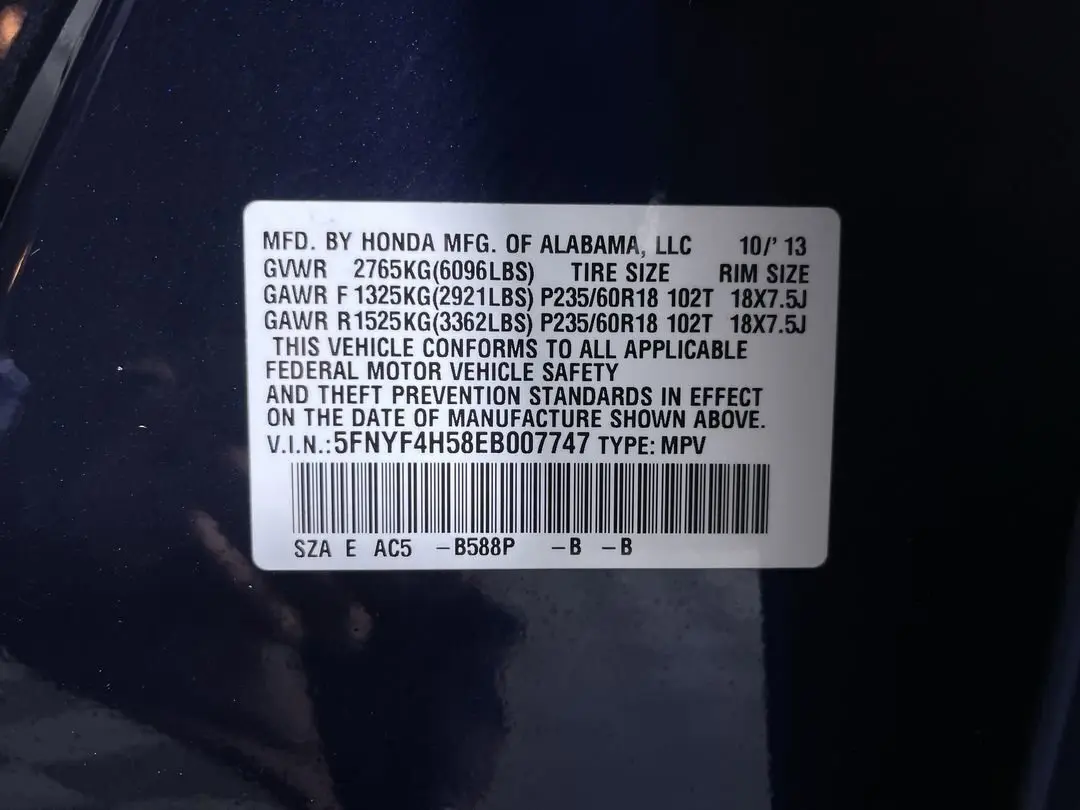 MFD. BY HONDA MFG. OF ALABAMA, LLC 10/' 13
GVWR 2765KG(6096LBS) TIRE SIZE RIM SIZE
GAWR F 1325KG(2921LBS) P235/60R18 102T 18X7.5J
GAWR R1525KG(3362LBS) P235/60R18 102T 18X7.5J
THIS VEHICLE CONFORMS TO ALL APPLICABLE
FEDERAL MOTOR VEHICLE SAFETY
AND THEFT PREVENTION STANDARDS IN EFFECT
ON THE DATE OF MANUFACTURE SHOWN ABOVE.
V.I.N.:5FNYF4H58EB007747 TYPE: MPV
SZA E AC5 –B588P –B –B